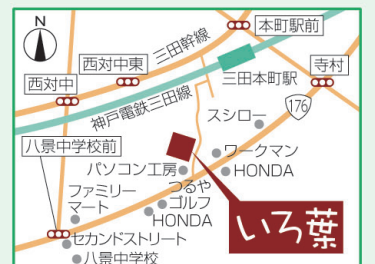 N
本町駅前
三田幹線
西対中東
西対中
三田本町駅
寺村
神戸電鉄三田線
176
スシロー
八景中学校前
ワークマン
パソコン工房
HONDA
ファミリー
マート
つるや
ゴルフ
HONDA
いろ葉
セカンドストリート
八景中学校